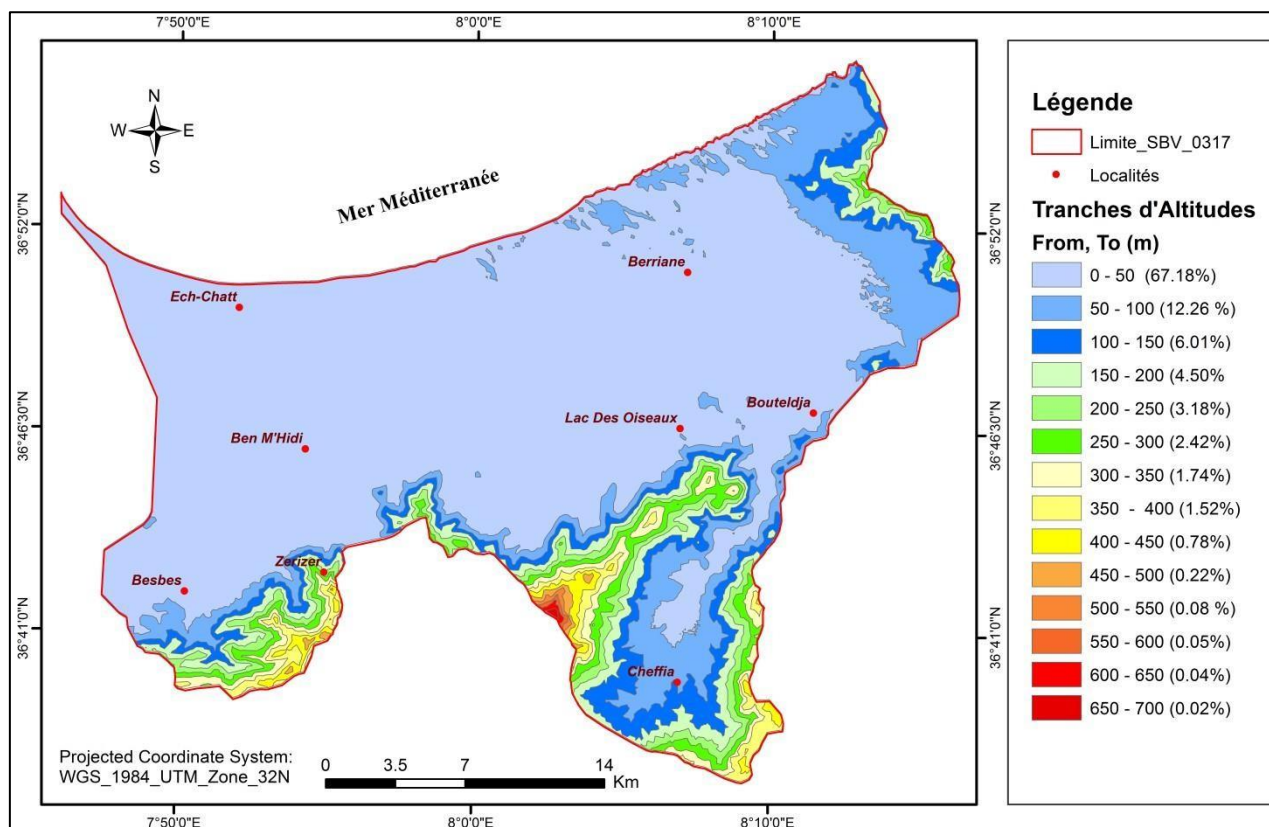 7°50'0"E
8°0'0"E
8°10'0"E
N
W
E
S
Mer Méditerranée
36°52'0"N
36°52'0"N
Berriane
Ech-Chatt
Bouteldja
Lac Des Oiseaux
Ben M'Hidi
36°46'30"N
36°46'30"N
Zerizer
Besbes
36°41'0"N
36°41'0"N
Cheffia
Projected Coordinate System:
WGS_1984_UTM_Zone_32N
0
3.5
7
14
Km
7°50'0"E
8°0'0"E
8°10'0"E
Légende
Limite_SBV_0317
Localités
Tranches d'Altitudes
From, To (m)
0 - 50 (67.18%)
50 - 100 (12.26 %)
100 - 150 (6.01%)
150 - 200 (4.50%
200 - 250 (3.18%)
250 - 300 (2.42%)
300 - 350 (1.74%)
350 - 400 (1.52%)
400 - 450 (0.78%)
450 - 500 (0.22%)
500 - 550 (0.08 %)
550 - 600 (0.05%)
600 - 650 (0.04%)
650 - 700 (0.02%)